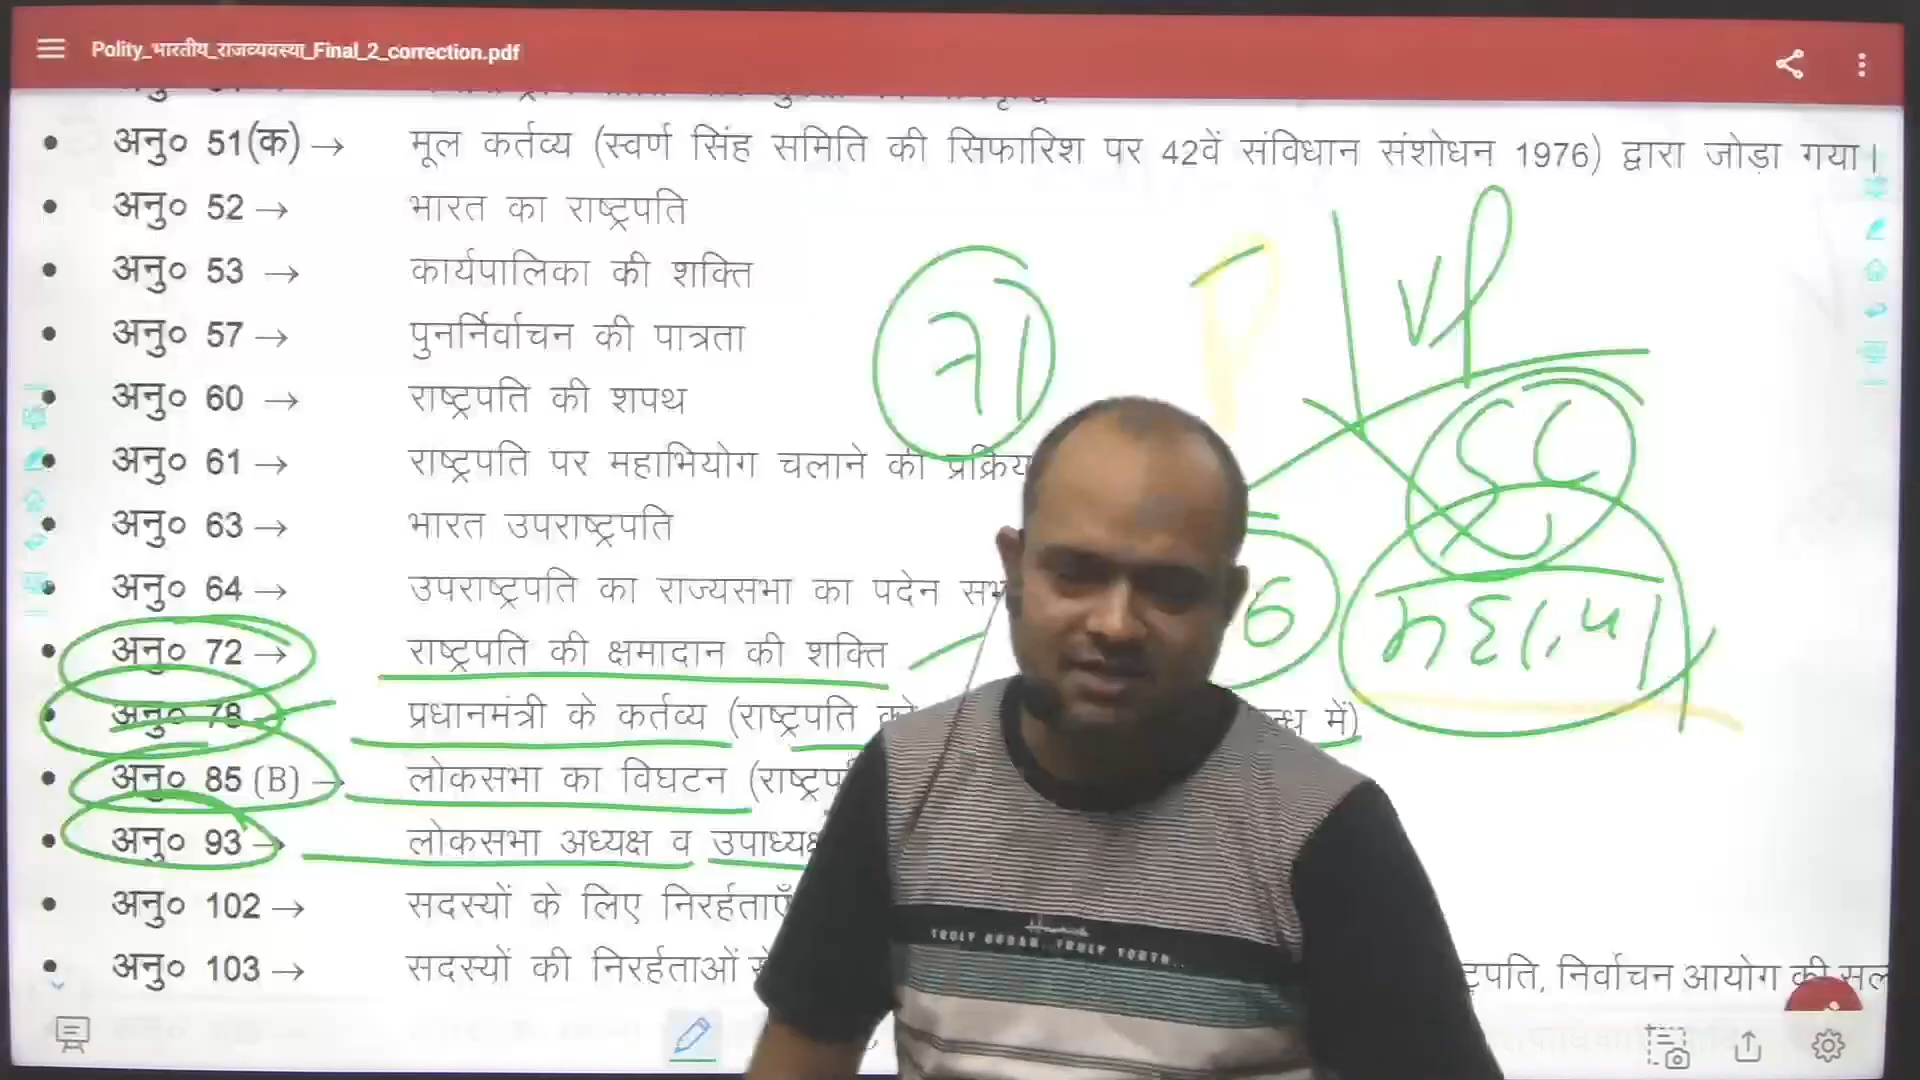 Polity_भारतीय_राजव्यवस्था_Final_2_correction.pdf
• अनु० 51(क) → मूल कर्तव्य (स्वर्ण सिंह समिति की सिफारिश पर 42वें संविधान संशोधन 1976) द्वारा जोड़ा गया।
• अनु० 52 → भारत का राष्ट्रपति
• अनु० 53 → कार्यपालिका की शक्ति
• अनु० 57 → पुनर्निर्वाचन की पात्रता
• अनु० 60 → राष्ट्रपति की शपथ
• अनु० 61 → राष्ट्रपति पर महाभियोग चलाने की
• अनु० 63 → भारत उपराष्ट्रपति
• अनु० 64 → उपराष्ट्रपति का राज्यसभा का पदेन
• अनु० 72 → राष्ट्रपति की क्षमादान की शक्ति
• अनु० 78 → प्रधानमंत्री के कर्तव्य (राष्ट्रपति को में)
• अनु० 85 (B) → लोकसभा का विघटन
• अनु० 93 → लोकसभा अध्यक्ष व
• अनु० 102 → सदस्यों के लिए निरर्हताएँ
• अनु० 103 → सदस्यों की निरर्हताओं निर्वाचन आयोग की
71
VP
SC
6
TRULY URBAN. TRULY YOUTH..